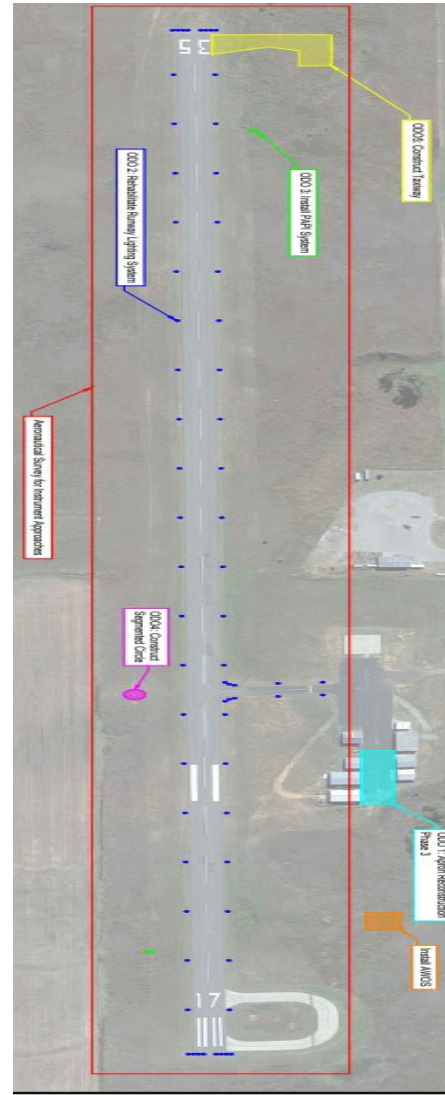 35
ODO6: Construct Taxiway
ODO 3: Install PAPI System
ODO 2: Rehabilitate Runway Lighting System
Aeronautical Survey for Instrument Approaches
ODO4: Construct
Segmented Circle
ODO 1: Apron Reconstruction
Phase 3
Install AWOS
17